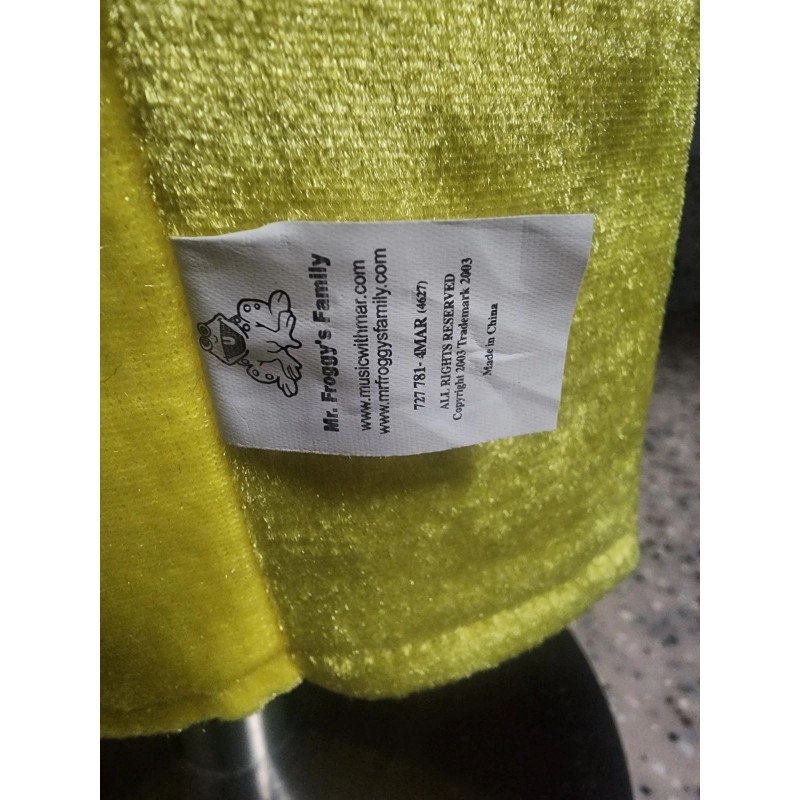 Mr. Froggy's Family
www.musicwithmar.com
www.mrfroggysfamily.com
727 781- 4MAR (4627)
ALL RIGHTS RESERVED
Copyright 2003 Trademark 2003
Made in China